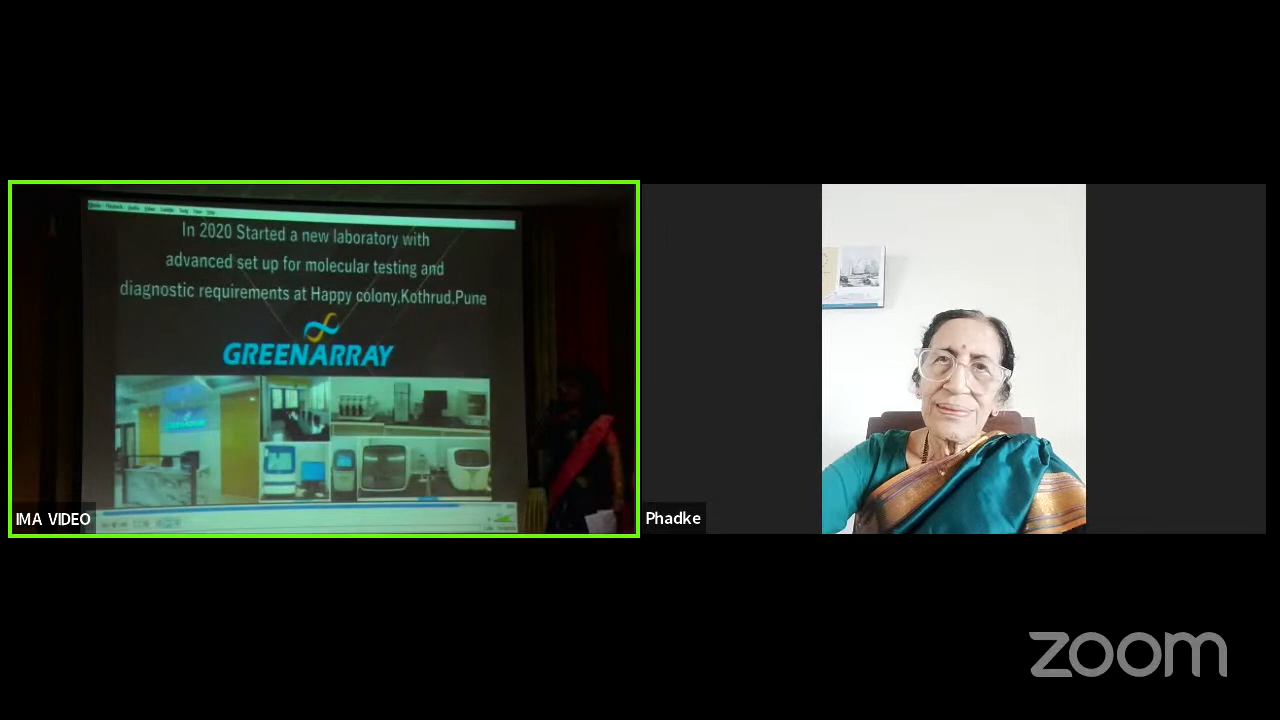 In 2020 Started a new laboratory with
advanced set up for molecular testing and
diagnostic requirements at Happy colony,Kothrud,Pune
GREENARRAY
GREENARRAY
IMA VIDEO
Phadke
zoom